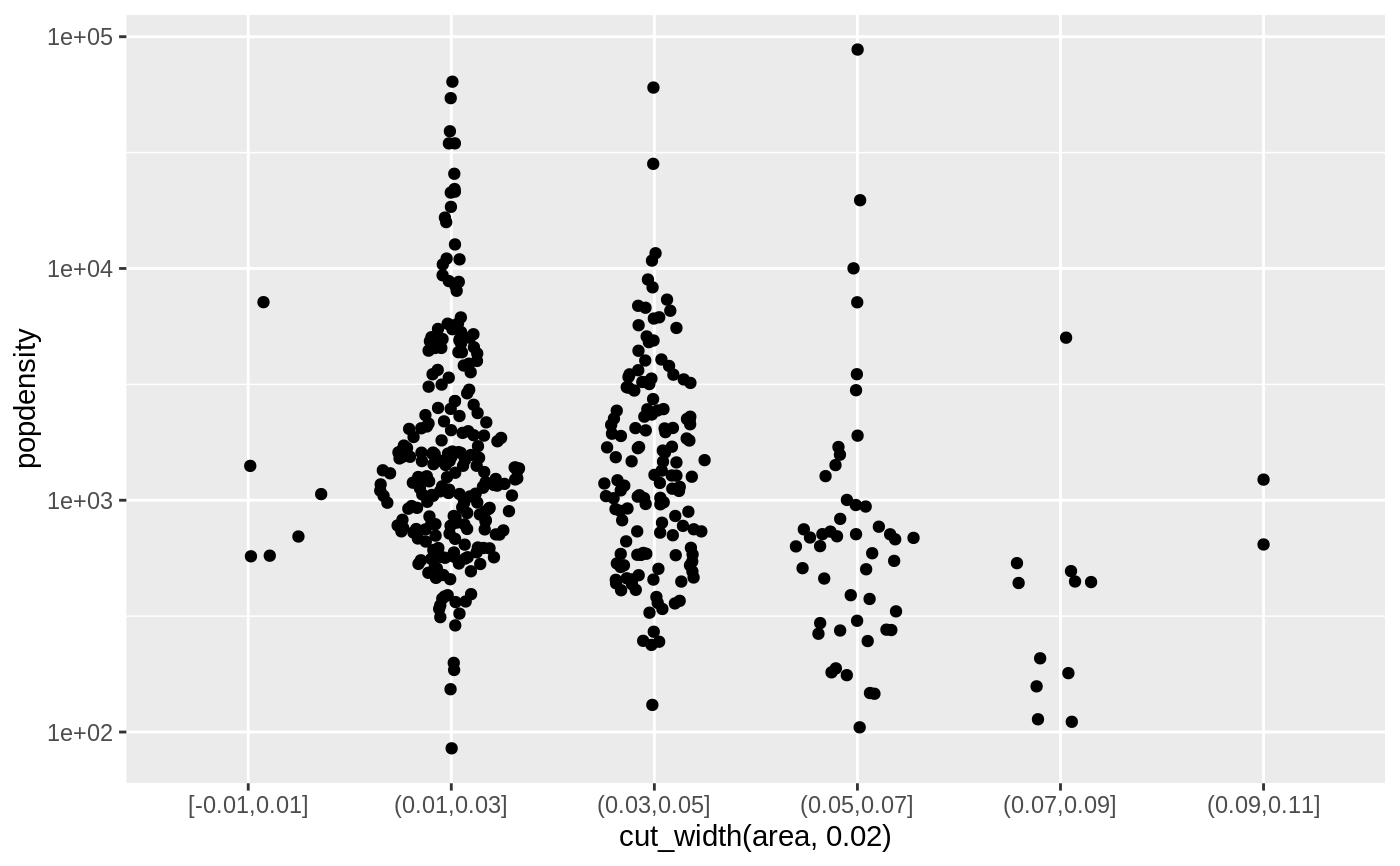 1e+05
1e+04
1e+03
1e+02
popdensity
[-0.01,0.01]
(0.01,0.03]
(0.03,0.05]
(0.05,0.07]
(0.07,0.09]
(0.09,0.11]
cut_width(area, 0.02)